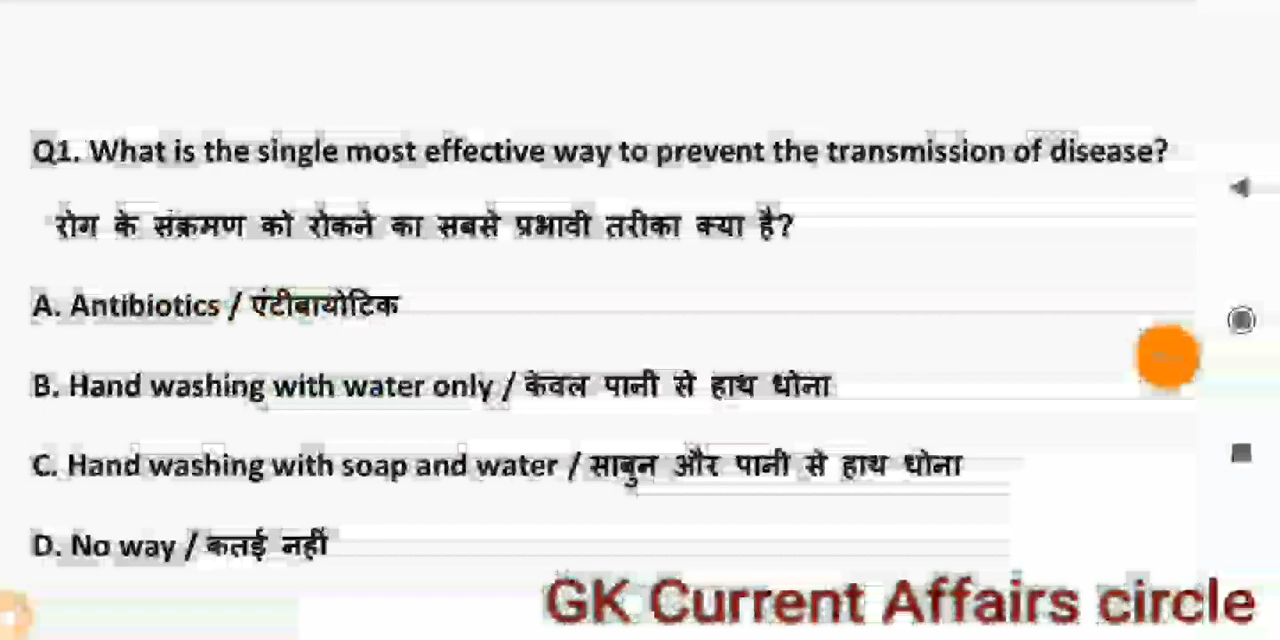 Q1. What is the single most effective way to prevent the transmission of disease?
रोग के संक्रमण को रोकने का सबसे प्रभावी तरीका क्या है?
A. Antibiotics / एंटीबायोटिक
B. Hand washing with water only / केवल पानी से हाथ धोना
C. Hand washing with soap and water / साबुन और पानी से हाथ धोना
D. No way / कतई नहीं
GK Current Affairs circle